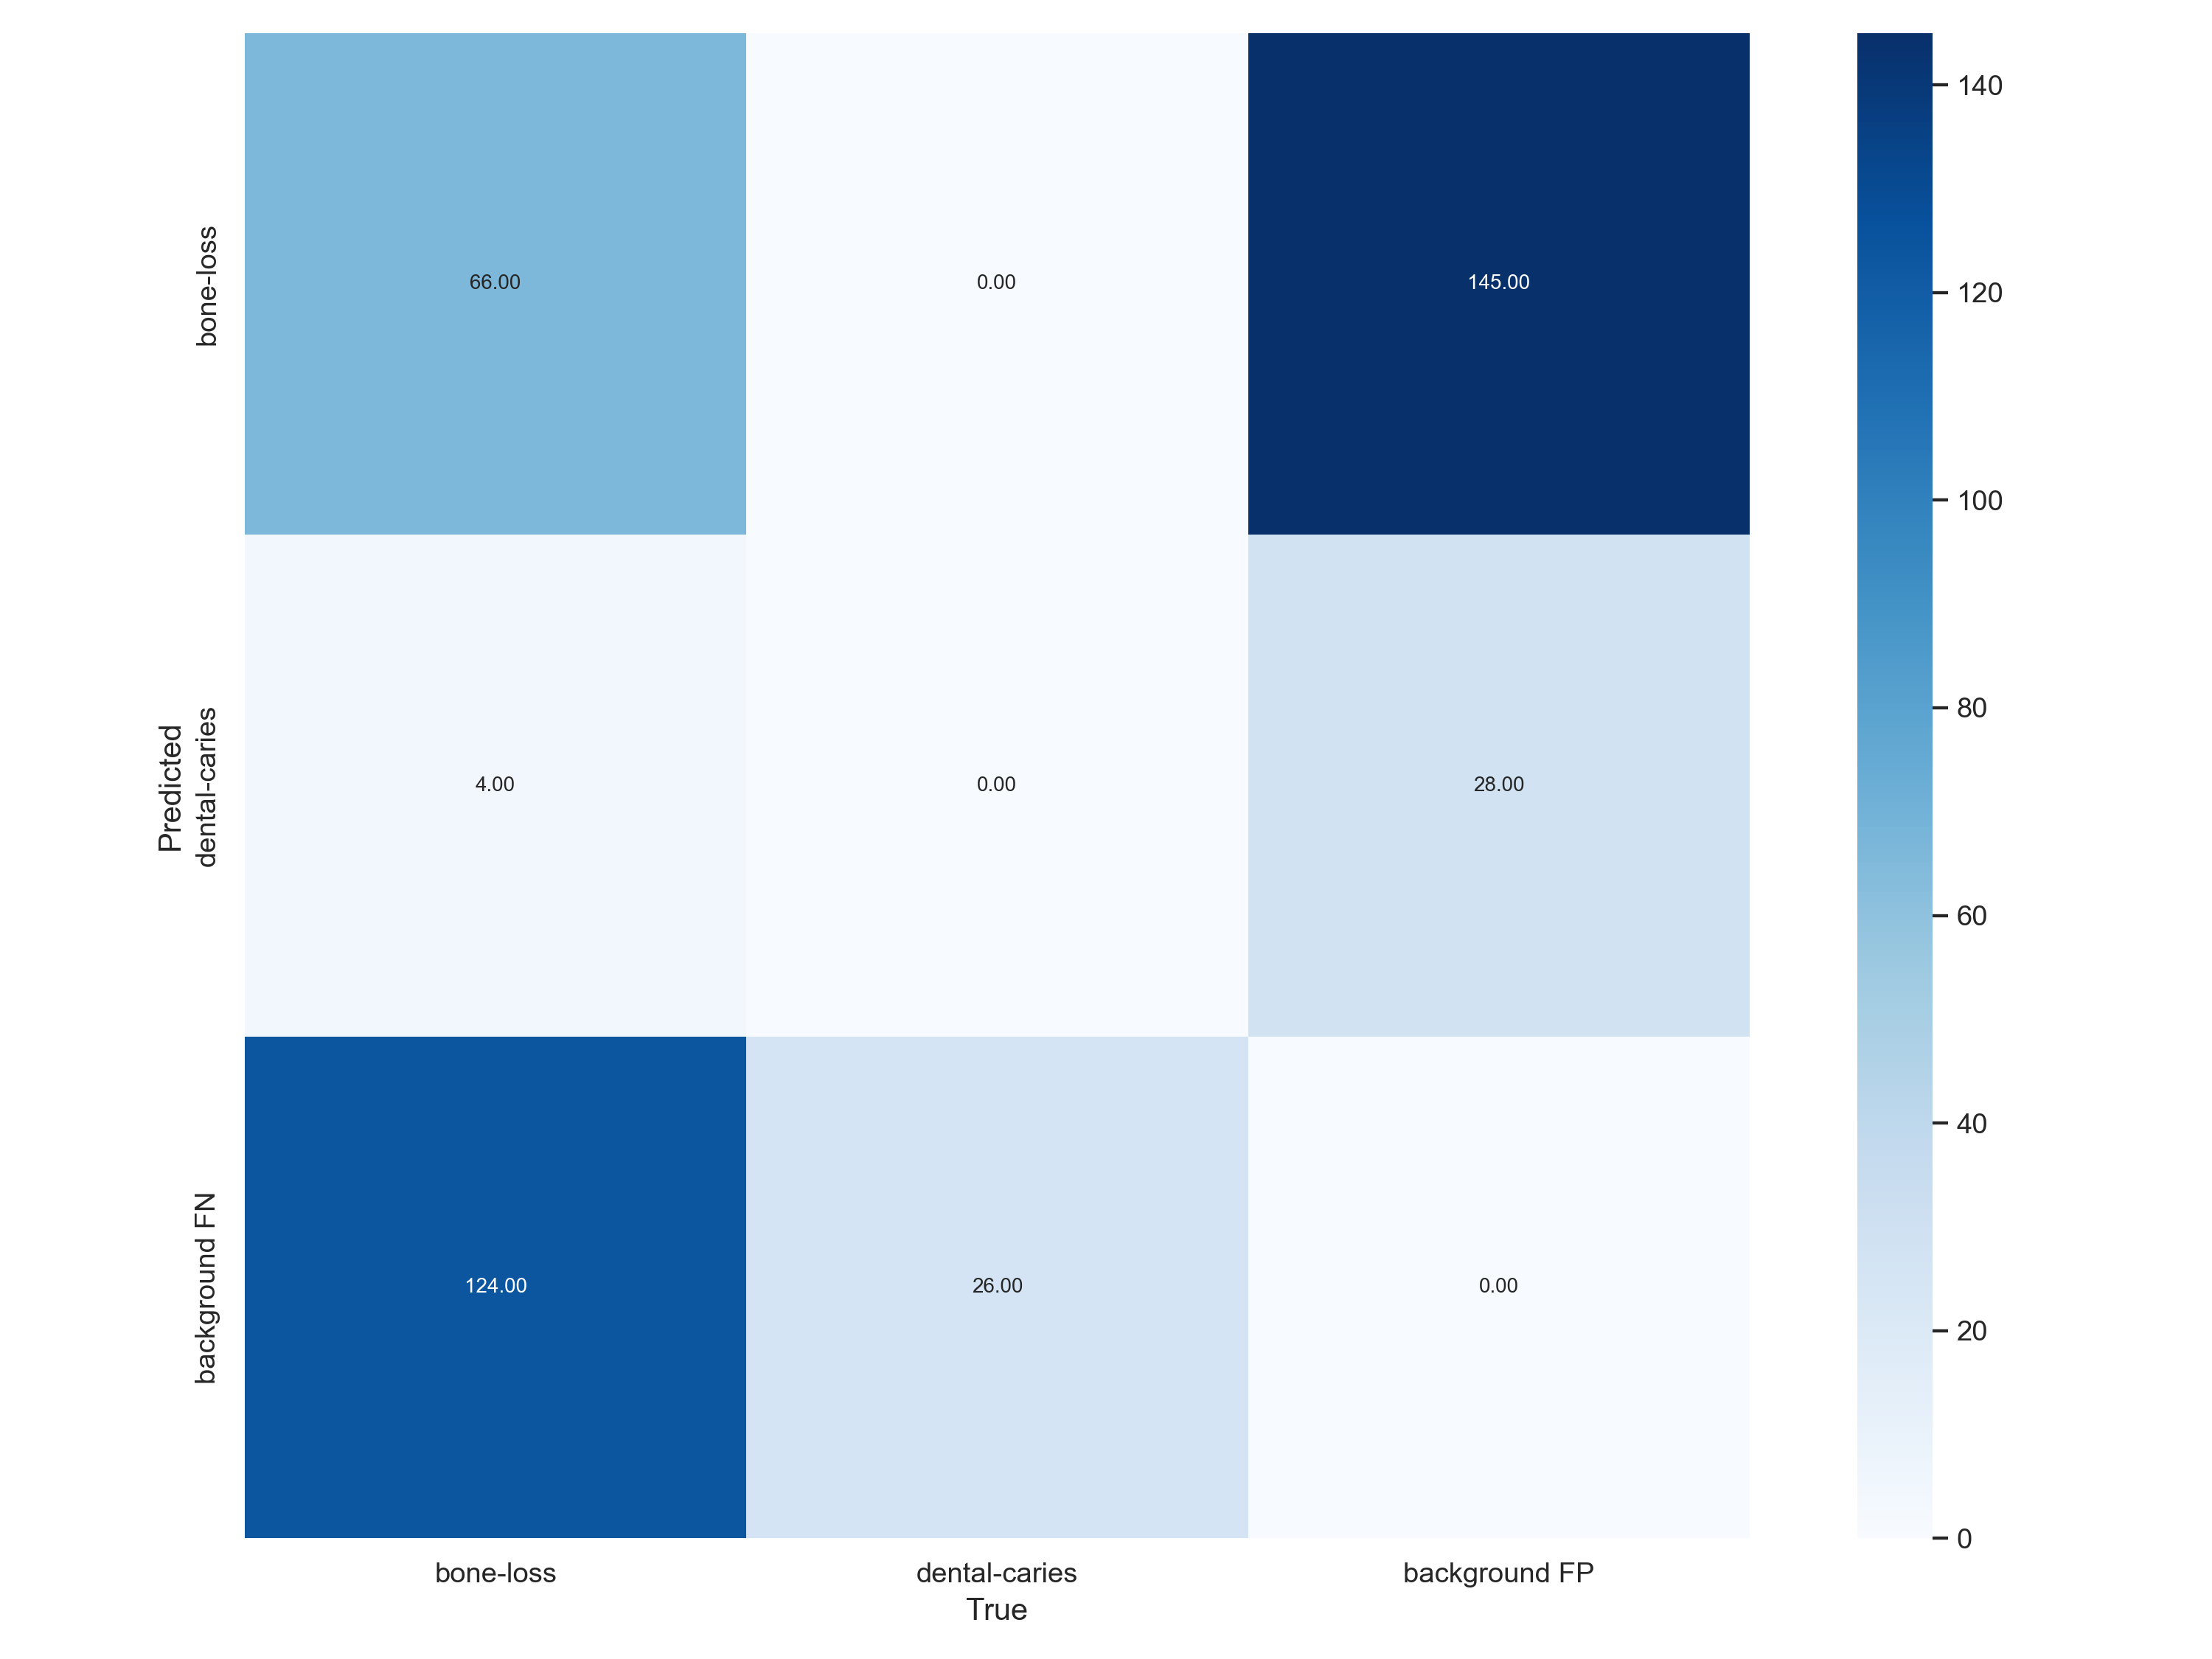 140
120
100
80
60
40
20
0
Predicted
bone-loss
66.00 0.00 145.00
dental-caries
4.00 0.00 28.00
background FN
124.00 26.00 0.00
bone-loss dental-caries background FP
True